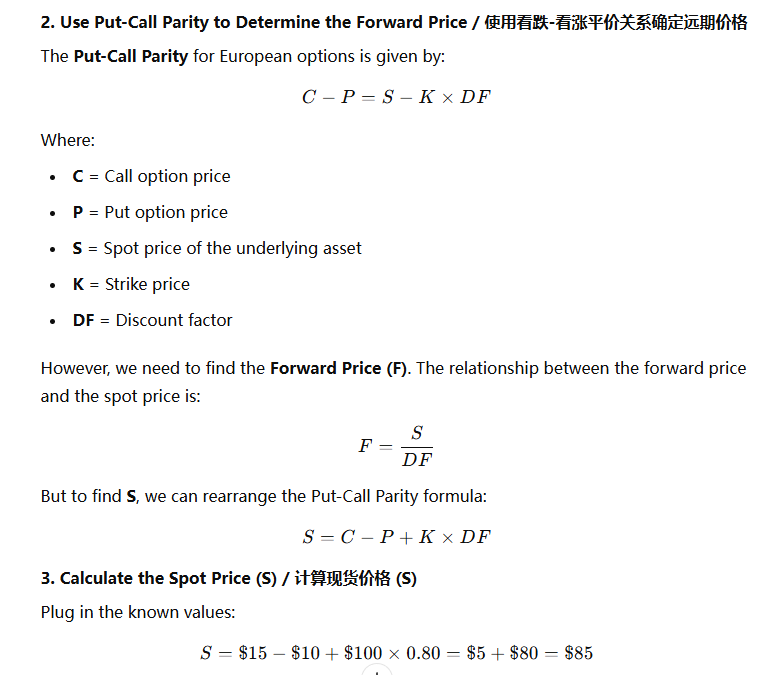 2. Use Put-Call Parity to Determine the Forward Price / 使用看跌-看涨平价关系确定远期价格
The Put-Call Parity for European options is given by:
C − P = S − K × DF
Where:
• C = Call option price
• P = Put option price
• S = Spot price of the underlying asset
• K = Strike price
• DF = Discount factor
However, we need to find the Forward Price (F). The relationship between the forward price
and the spot price is:
F = S / DF
But to find S, we can rearrange the Put-Call Parity formula:
S = C − P + K × DF
3. Calculate the Spot Price (S) / 计算现货价格 (S)
Plug in the known values:
S = $15 − $10 + $100 × 0.80 = $5 + $80 = $85